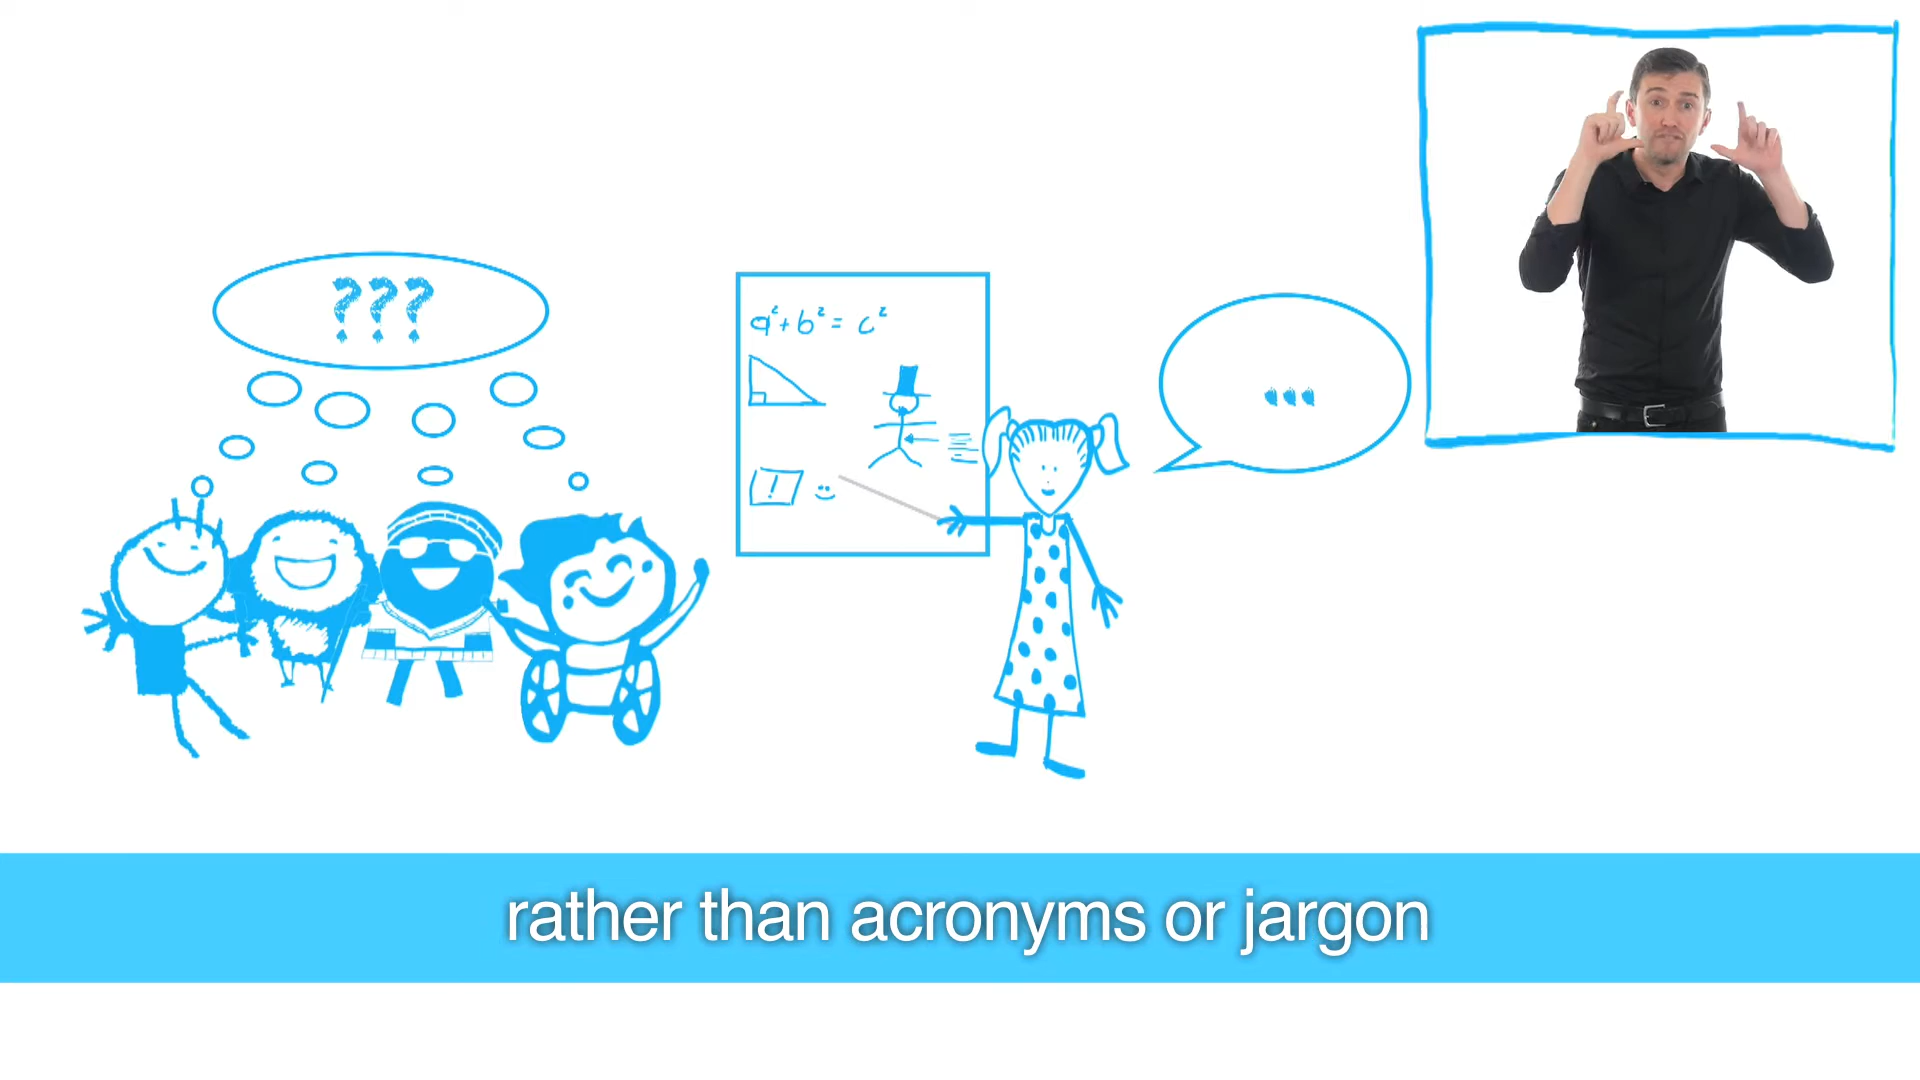 ???
a² + b² = c²
!
...
rather than acronyms or jargon